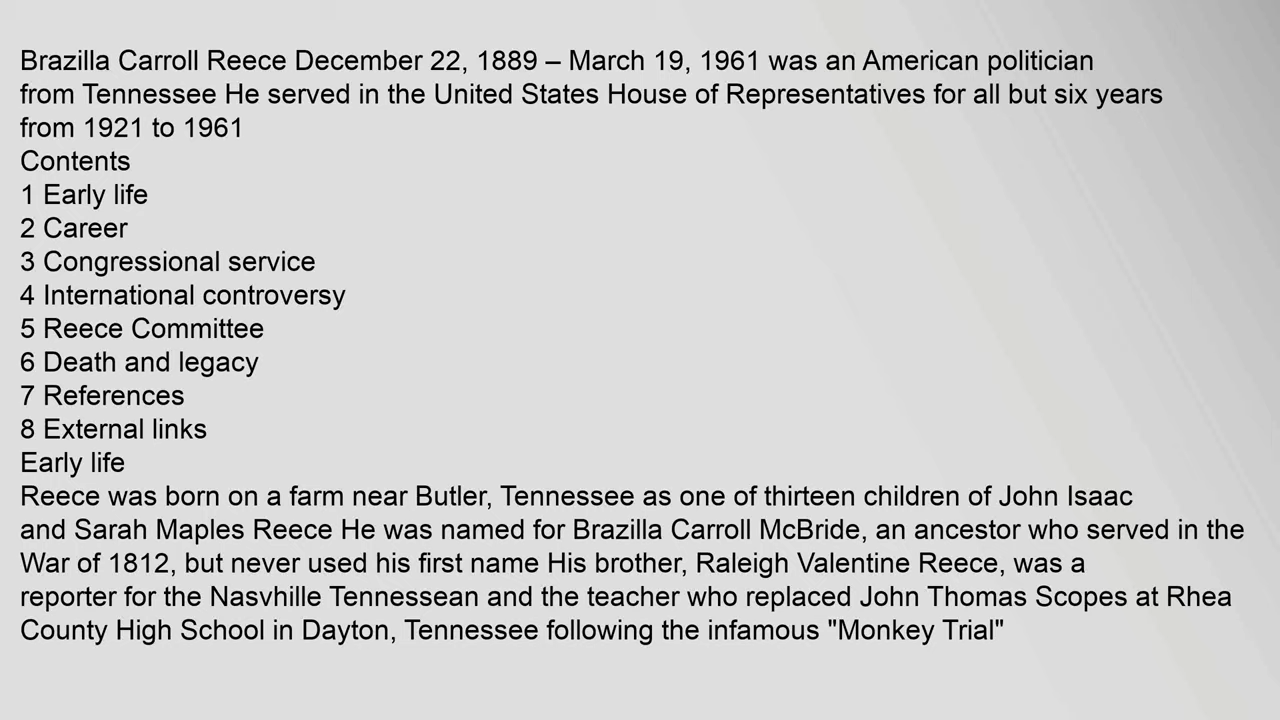 Brazilla Carroll Reece December 22, 1889 – March 19, 1961 was an American politician
from Tennessee He served in the United States House of Representatives for all but six years
from 1921 to 1961
Contents
1 Early life
2 Career
3 Congressional service
4 International controversy
5 Reece Committee
6 Death and legacy
7 References
8 External links
Early life
Reece was born on a farm near Butler, Tennessee as one of thirteen children of John Isaac
and Sarah Maples Reece He was named for Brazilla Carroll McBride, an ancestor who served in the
War of 1812, but never used his first name His brother, Raleigh Valentine Reece, was a
reporter for the Nasvhille Tennessean and the teacher who replaced John Thomas Scopes at Rhea
County High School in Dayton, Tennessee following the infamous "Monkey Trial"